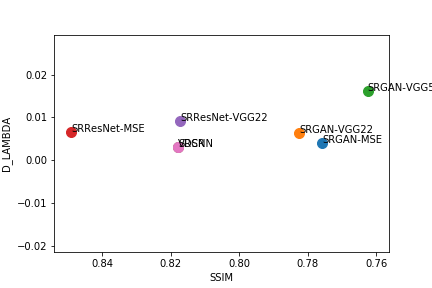 0.02
0.01
0.00
−0.01
−0.02
D_LAMBDA
SRGAN-VGG5
SRResNet-MSE
SRResNet-VGG22
SRGAN-VGG22
SRGAN-MSE
0.84
0.82
0.80
0.78
0.76
SSIM